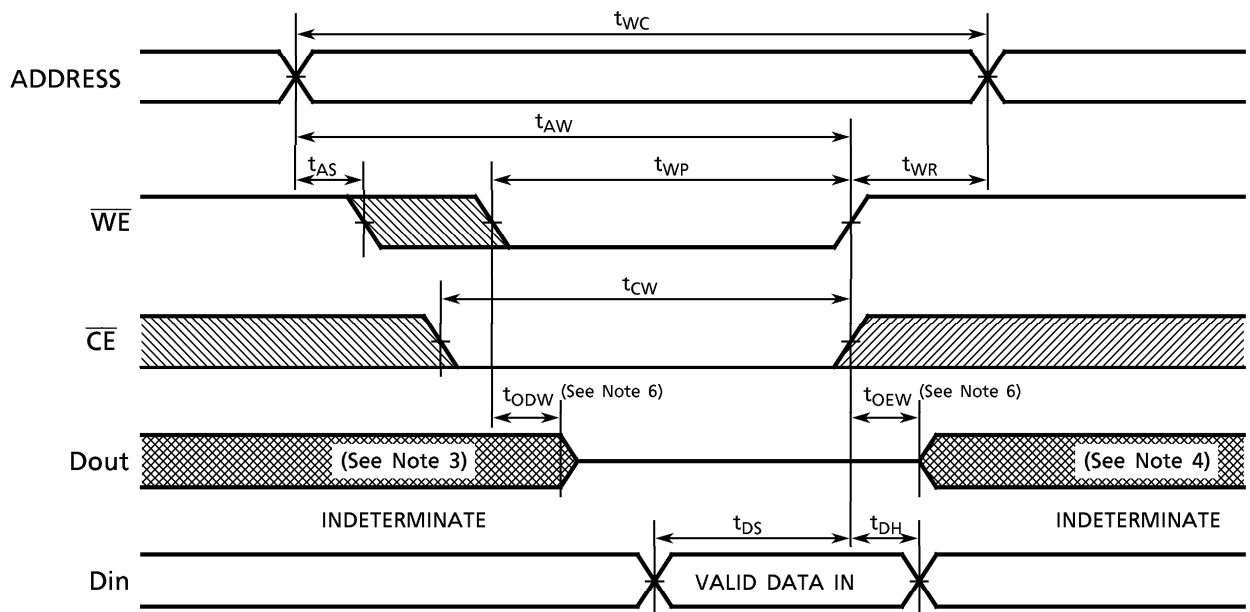 tWC
ADDRESS
tAW
tAS
tWP
tWR
WE
tCW
CE
tODW (See Note 6)
tOEW (See Note 6)
Dout
(See Note 3)
(See Note 4)
INDETERMINATE
INDETERMINATE
tDS
tDH
Din
VALID DATA IN